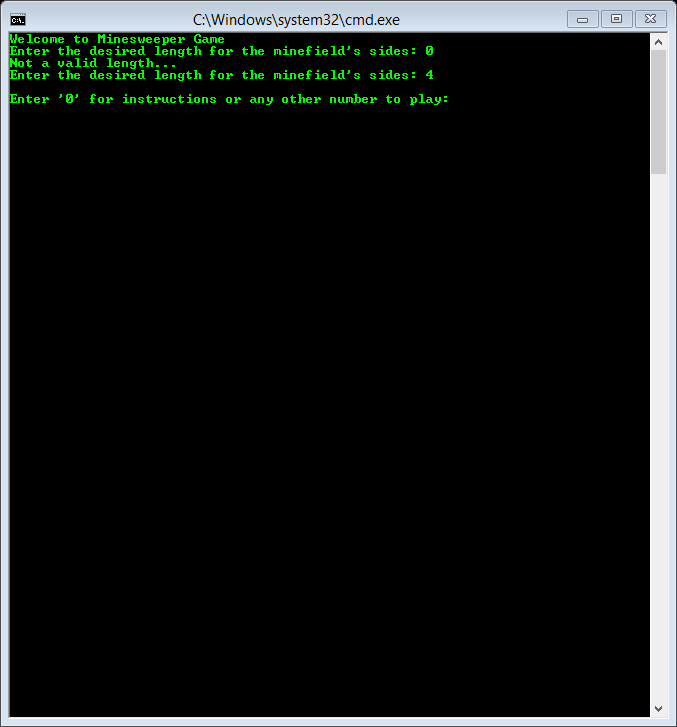 C:\Windows\system32\cmd.exe
Welcome to Minesweeper Game
Enter the desired length for the minefield's sides: 0
Not a valid length...
Enter the desired length for the minefield's sides: 4
Enter '0' for instructions or any other number to play: